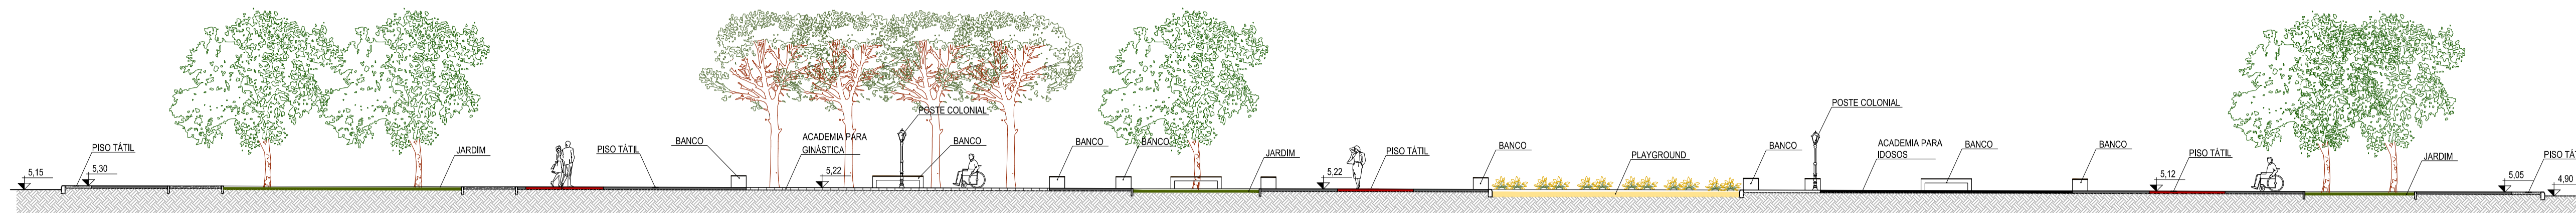 5,15
PISO TÁTIL
5,30
JARDIM
PISO TÁTIL
BANCO
ACADEMIA PARA
GINÁSTICA
5,22
POSTE COLONIAL
BANCO
BANCO
BANCO
JARDIM
5,22
PISO TÁTIL
BANCO
PLAYGROUND
BANCO
POSTE COLONIAL
ACADEMIA PARA
IDOSOS
BANCO
BANCO
5,12
PISO TÁTIL
JARDIM
5,05
PISO
4,90